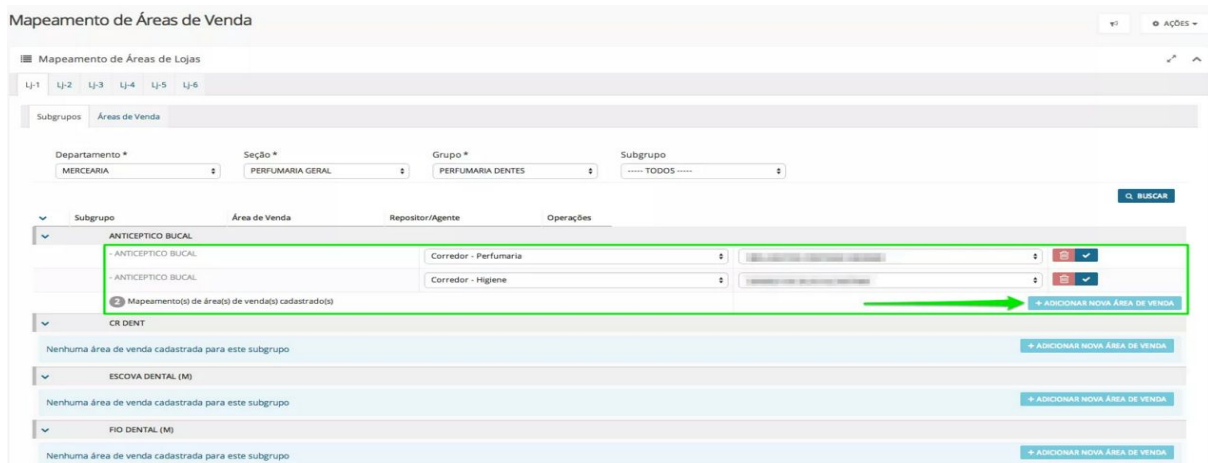 Mapeamento de Áreas de Venda
AÇÕES
Mapeamento de Áreas de Lojas
Lj-1 Lj-2 Lj-3 Lj-4 Lj-5 Lj-6
Subgrupos Áreas de Venda
Departamento * Seção * Grupo * Subgrupo
MERCEARIA PERFUMARIA GERAL PERFUMARIA DENTES ----- TODOS -----
BUSCAR
Subgrupo Área de Venda Repositor/Agente Operações
ANTICEPTICO BUCAL
- ANTICEPTICO BUCAL Corredor - Perfumaria
- ANTICEPTICO BUCAL Corredor - Higiene
2 Mapeamento(s) de área(s) de venda(s) cadastrado(s) + ADICIONAR NOVA ÁREA DE VENDA
CR DENT
Nenhuma área de venda cadastrada para este subgrupo + ADICIONAR NOVA ÁREA DE VENDA
ESCOVA DENTAL (M)
Nenhuma área de venda cadastrada para este subgrupo + ADICIONAR NOVA ÁREA DE VENDA
FIO DENTAL (M)
Nenhuma área de venda cadastrada para este subgrupo + ADICIONAR NOVA ÁREA DE VENDA